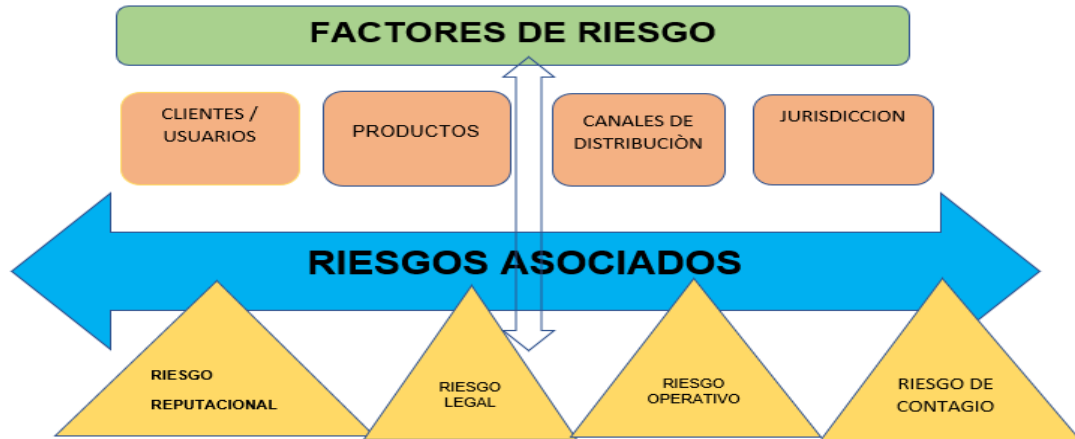 FACTORES DE RIESGO
CLIENTES /
USUARIOS
PRODUCTOS
CANALES DE
DISTRIBUCIÒN
JURISDICCION
RIESGOS ASOCIADOS
RIESGO
REPUTACIONAL
RIESGO
LEGAL
RIESGO
OPERATIVO
RIESGO DE
CONTAGIO